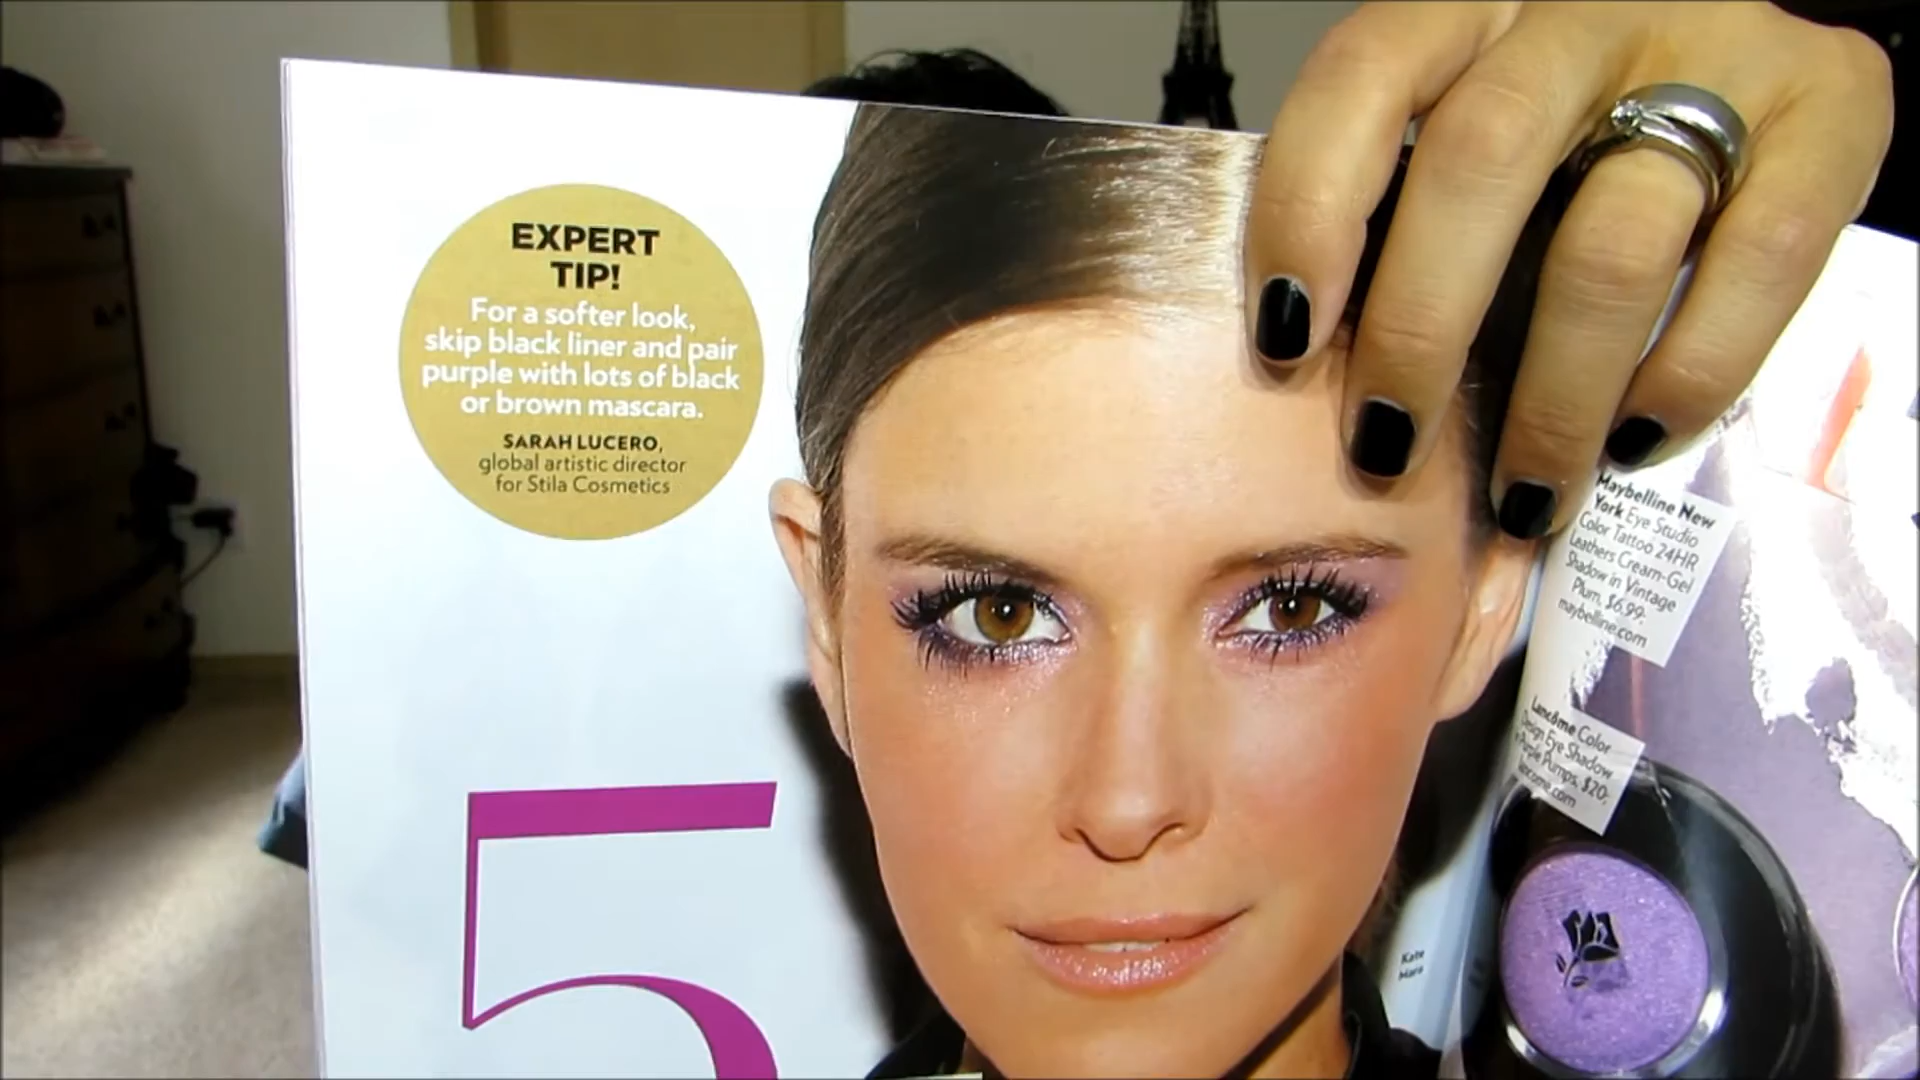 EXPERT
TIP!
For a softer look,
skip black liner and pair
purple with lots of black
or brown mascara.
SARAH LUCERO,
global artistic director
for Stila Cosmetics
5
Kate
Mara
Maybelline New
York Eye Studio
Color Tattoo 24HR
Leathers Cream-Gel
Shadow in Vintage
Plum, $6.99;
maybelline.com
Lancôme Color
Design Eye Shadow
Purple Pumps, $20;